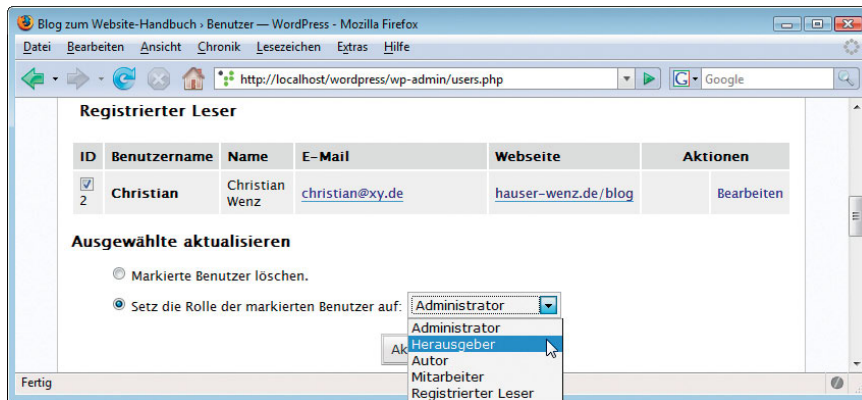 Blog zum Website-Handbuch › Benutzer — WordPress - Mozilla Firefox
Datei Bearbeiten Ansicht Chronik Lesezeichen Extras Hilfe
http://localhost/wordpress/wp-admin/users.php
G Google
Registrierter Leser
ID Benutzername Name E-Mail Webseite Aktionen
2 Christian Christian Wenz christian@xy.de hauser-wenz.de/blog Bearbeiten
Ausgewählte aktualisieren
Markierte Benutzer löschen.
Setz die Rolle der markierten Benutzer auf: Administrator
Administrator
Ak Herausgeber
Autor
Mitarbeiter
Registrierter Leser
Fertig